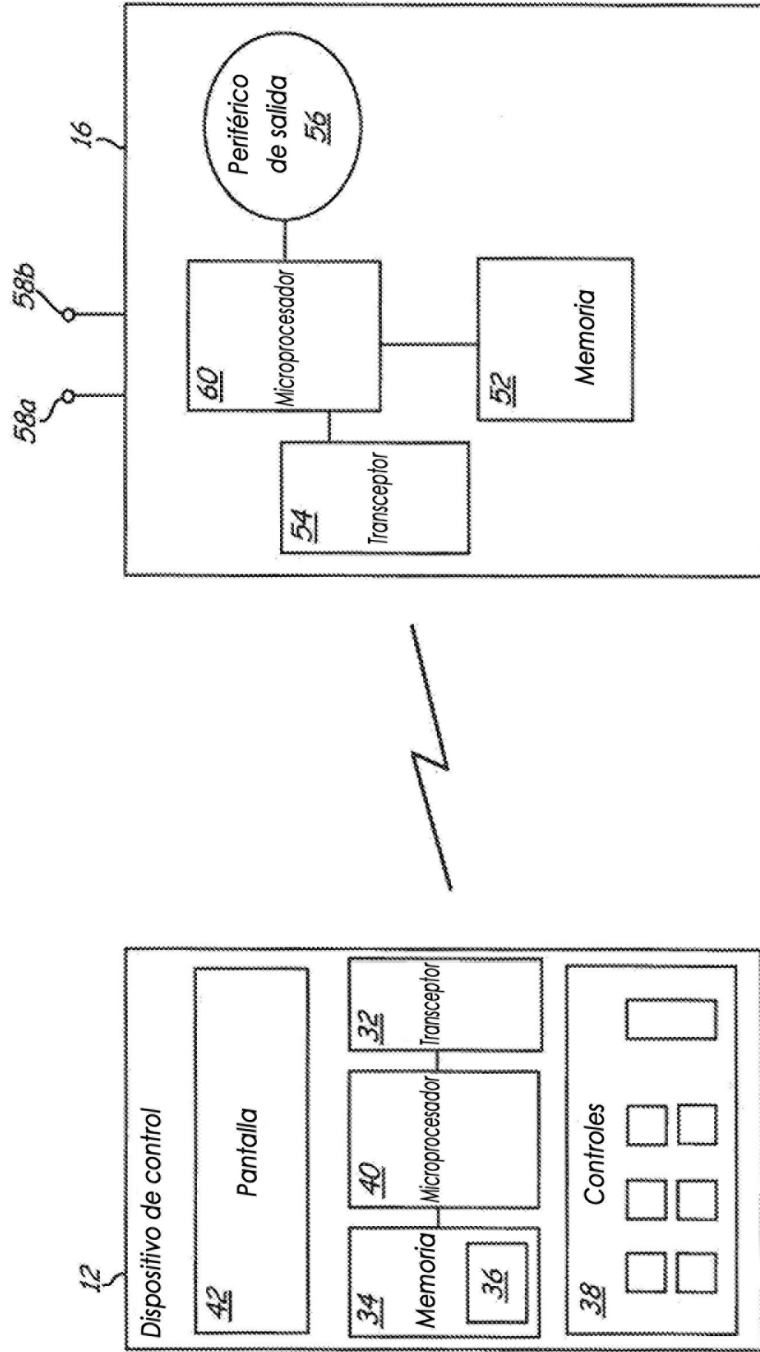 12
Dispositivo de control
42
Pantalla
34
Memoria
36
40
Microprocesador
32
Transceptor
38
Controles
58a
58b
16
54
Transceptor
60
Microprocesador
Periférico
de salida
56
52
Memoria